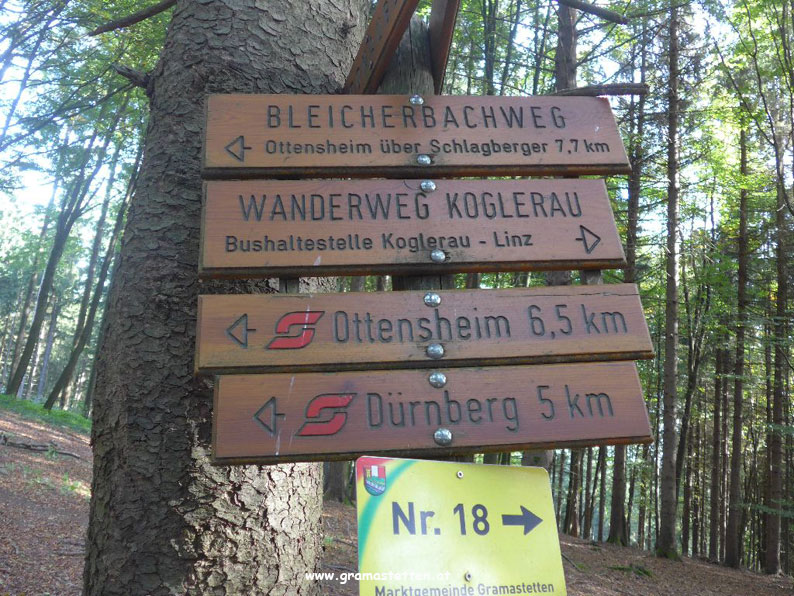 BLEICHERBACHWEG
Ottensheim über Schlagberger 7,7 km
WANDERWEG KOGLERAU
Bushaltestelle Koglerau - Linz
Ottensheim 6,5 km
Dürnberg 5 km
Nr. 18
www.gramastetten.at
Marktgemeinde Gramastetten